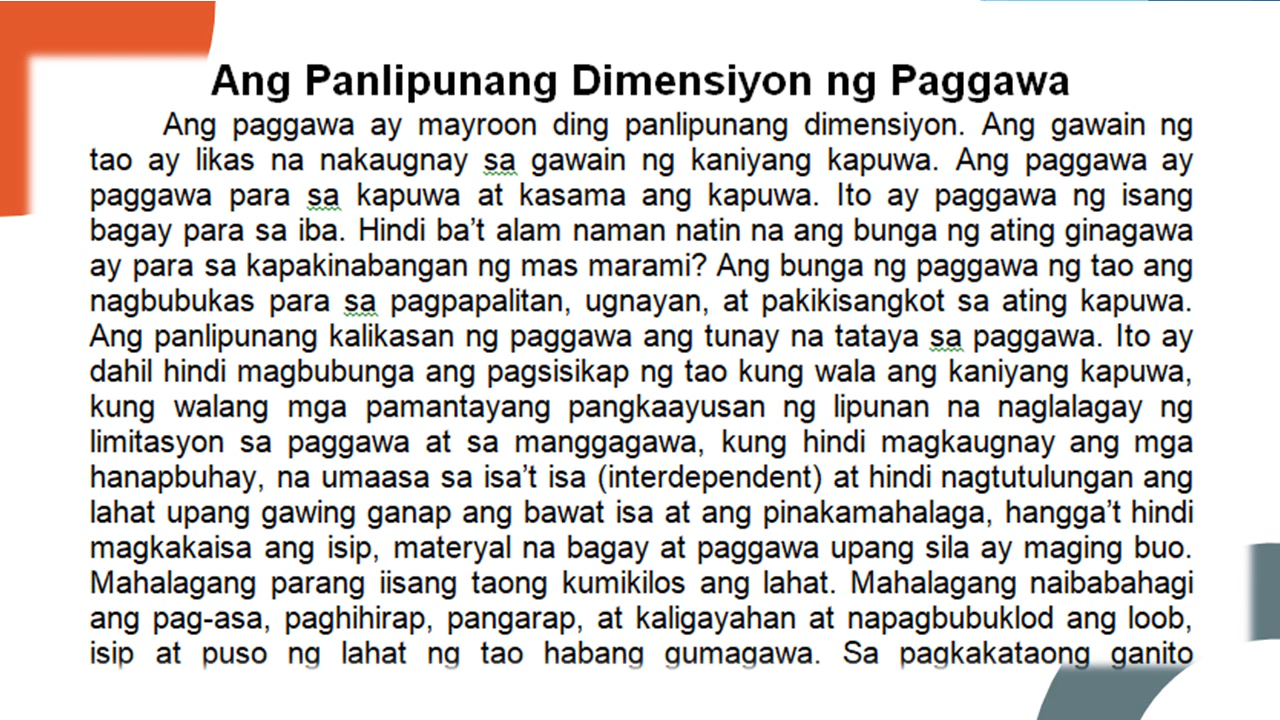 Ang Panlipunang Dimensiyon ng Paggawa
Ang paggawa ay mayroon ding panlipunang dimensiyon. Ang gawain ng
tao ay likas na nakaugnay sa gawain ng kaniyang kapuwa. Ang paggawa ay
paggawa para sa kapuwa at kasama ang kapuwa. Ito ay paggawa ng isang
bagay para sa iba. Hindi ba’t alam naman natin na ang bunga ng ating ginagawa
ay para sa kapakinabangan ng mas marami? Ang bunga ng paggawa ng tao ang
nagbubukas para sa pagpapalitan, ugnayan, at pakikisangkot sa ating kapuwa.
Ang panlipunang kalikasan ng paggawa ang tunay na tataya sa paggawa. Ito ay
dahil hindi magbubunga ang pagsisikap ng tao kung wala ang kaniyang kapuwa,
kung walang mga pamantayang pangkaayusan ng lipunan na naglalagay ng
limitasyon sa paggawa at sa manggagawa, kung hindi magkaugnay ang mga
hanapbuhay, na umaasa sa isa’t isa (interdependent) at hindi nagtutulungan ang
lahat upang gawing ganap ang bawat isa at ang pinakamahalaga, hangga’t hindi
magkakaisa ang isip, materyal na bagay at paggawa upang sila ay maging buo.
Mahalagang parang iisang taong kumikilos ang lahat. Mahalagang naibabahagi
ang pag-asa, paghihirap, pangarap, at kaligayahan at napagbubuklod ang loob,
isip at puso ng lahat ng tao habang gumagawa. Sa pagkakataong ganito